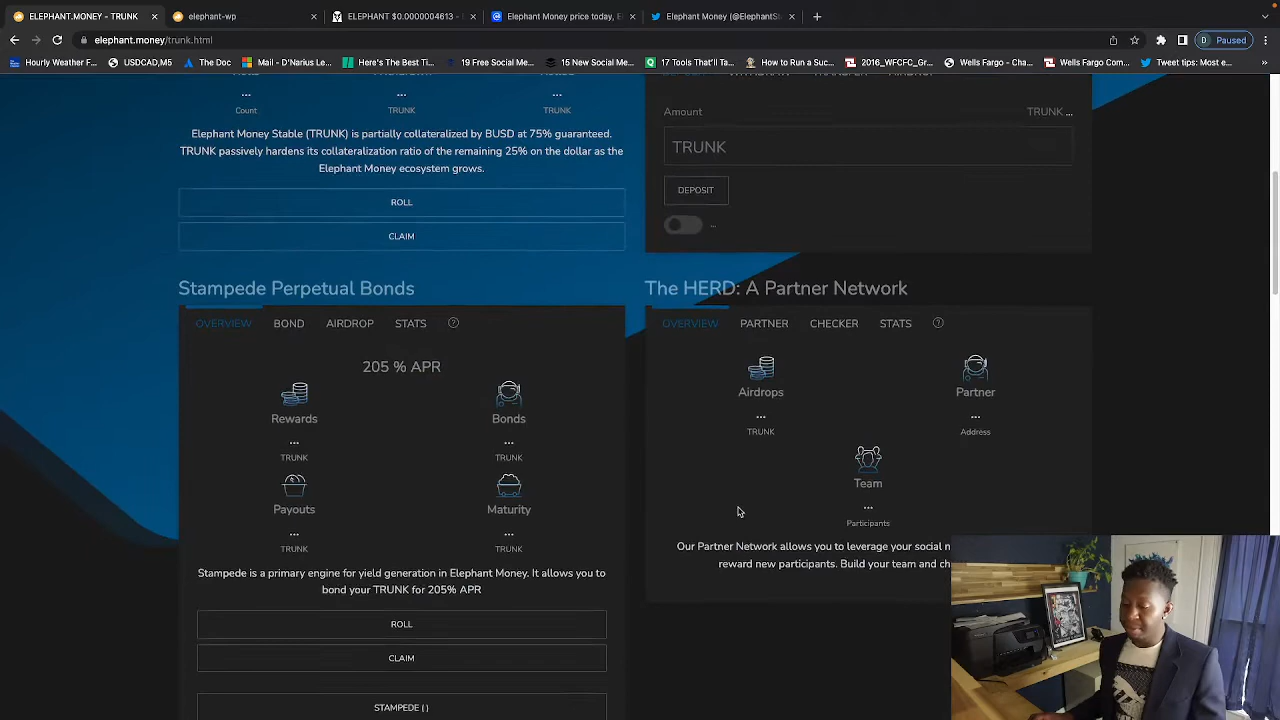 ELEPHANT.MONEY - TRUNK
elephant-wp
ELEPHANT $0.0000004613 -
Elephant Money price today, E
Elephant Money (@ElephantS
elephant.money/trunk.html
D Paused
Hourly Weather F...
USDCAD,M5
The Doc
Mail - D'Narius Le...
Here's The Best Ti...
19 Free Social Me...
15 New Social Me...
17 Tools That'll Ta...
How to Run a Suc...
2016_WCFCO_Cr...
Wells Fargo - Cha...
Wells Fargo Com...
Tweet tips: Most e...
... ... ...
Count TRUNK TRUNK
Elephant Money Stable (TRUNK) is partially collateralized by BUSD at 75% guaranteed.
TRUNK passively hardens its collateralization ratio of the remaining 25% on the dollar as the
Elephant Money ecosystem grows.
ROLL
CLAIM
Amount TRUNK ...
TRUNK
DEPOSIT
...
Stampede Perpetual Bonds
OVERVIEW BOND AIRDROP STATS ?
205 % APR
Rewards Bonds
... ...
TRUNK TRUNK
Payouts Maturity
... ...
TRUNK TRUNK
Stampede is a primary engine for yield generation in Elephant Money. It allows you to
bond your TRUNK for 205% APR
ROLL
CLAIM
STAMPEDE ( )
The HERD: A Partner Network
OVERVIEW PARTNER CHECKER STATS ?
Airdrops Partner
... ...
TRUNK Address
Team
...
Participants
Our Partner Network allows you to leverage your social
reward new participants. Build your team and